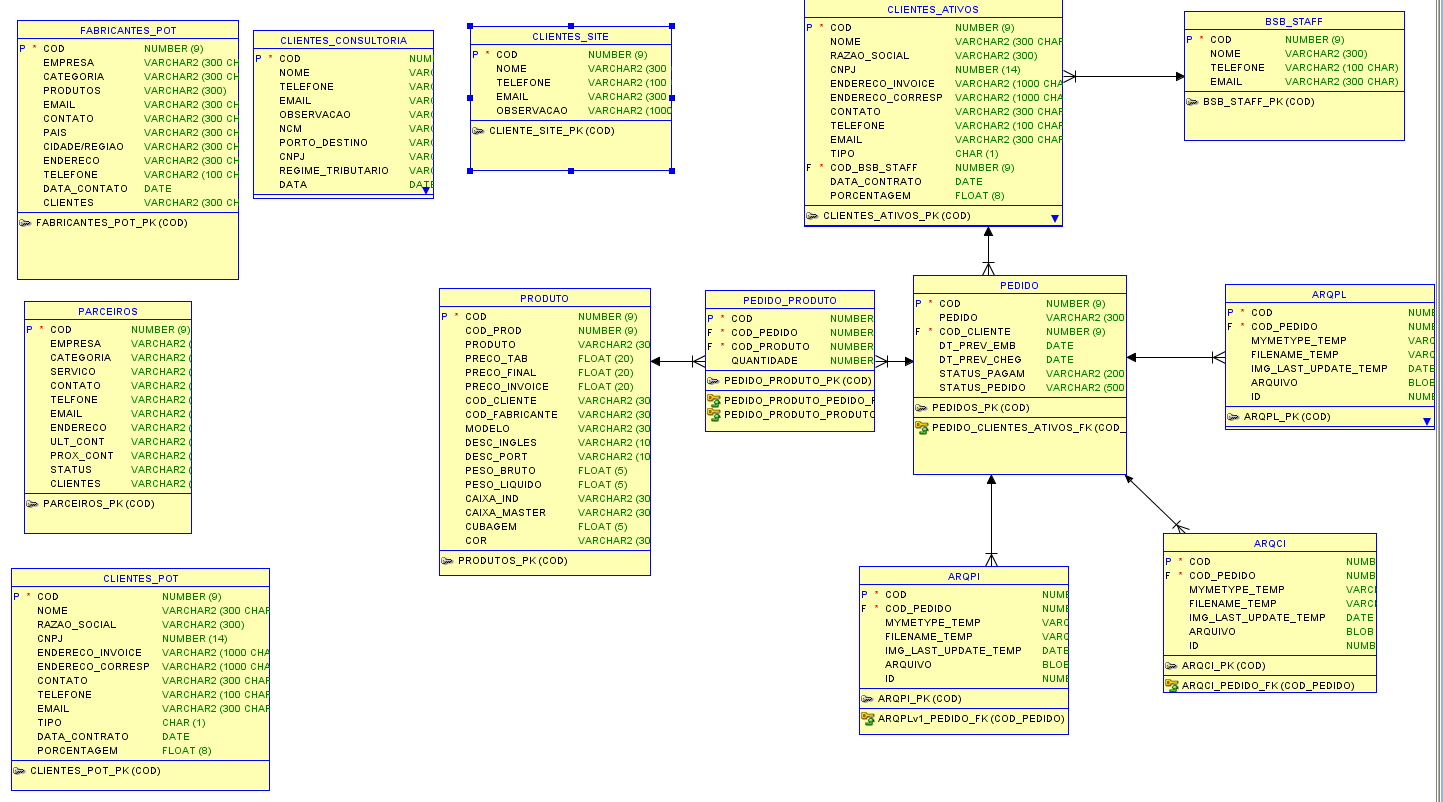 FABRICANTES_POT
P * COD NUMBER (9)
EMPRESA VARCHAR2 (300 CH
CATEGORIA VARCHAR2 (300 CH
PRODUTOS VARCHAR2 (300)
EMAIL VARCHAR2 (300 CH
CONTATO VARCHAR2 (300 CH
PAIS VARCHAR2 (300 CH
CIDADE/REGIAO VARCHAR2 (300 CH
ENDERECO VARCHAR2 (300 CH
TELEFONE VARCHAR2 (100 CH
DATA_CONTATO DATE
CLIENTES VARCHAR2 (300 CH
FABRICANTES_POT_PK (COD)
CLIENTES_CONSULTORIA
P * COD NUM
NOME VARC
TELEFONE VARC
EMAIL VARC
OBSERVACAO VARC
NCM VARC
PORTO_DESTINO VARC
CNPJ VARC
REGIME_TRIBUTARIO VARC
DATA DATE
CLIENTES_SITE
P * COD NUMBER (9)
NOME VARCHAR2 (300
TELEFONE VARCHAR2 (100
EMAIL VARCHAR2 (300
OBSERVACAO VARCHAR2 (1000
CLIENTE_SITE_PK (COD)
CLIENTES_ATIVOS
P * COD NUMBER (9)
NOME VARCHAR2 (300 CHAR
RAZAO_SOCIAL VARCHAR2 (300)
CNPJ NUMBER (14)
ENDERECO_INVOICE VARCHAR2 (1000 CHA
ENDERECO_CORRESP VARCHAR2 (1000 CHA
CONTATO VARCHAR2 (300 CHAR
TELEFONE VARCHAR2 (100 CHAR
EMAIL VARCHAR2 (300 CHAR
TIPO CHAR (1)
F * COD_BSB_STAFF NUMBER (9)
DATA_CONTRATO DATE
PORCENTAGEM FLOAT (8)
CLIENTES_ATIVOS_PK (COD)
BSB_STAFF
P * COD NUMBER (9)
NOME VARCHAR2 (300)
TELEFONE VARCHAR2 (100 CHAR)
EMAIL VARCHAR2 (300 CHAR)
BSB_STAFF_PK (COD)
PARCEIROS
P * COD NUMBER (9)
EMPRESA VARCHAR2 (
CATEGORIA VARCHAR2 (
SERVICO VARCHAR2 (
CONTATO VARCHAR2 (
TELFONE VARCHAR2 (
EMAIL VARCHAR2 (
ENDERECO VARCHAR2 (
ULT_CONT VARCHAR2 (
PROX_CONT VARCHAR2 (
STATUS VARCHAR2 (
CLIENTES VARCHAR2 (
PARCEIROS_PK (COD)
PRODUTO
P * COD NUMBER (9)
COD_PROD NUMBER (9)
PRODUTO VARCHAR2 (30
PRECO_TAB FLOAT (20)
PRECO_FINAL FLOAT (20)
PRECO_INVOICE FLOAT (20)
COD_CLIENTE VARCHAR2 (30
COD_FABRICANTE VARCHAR2 (30
MODELO VARCHAR2 (30
DESC_INGLES VARCHAR2 (10
DESC_PORT VARCHAR2 (10
PESO_BRUTO FLOAT (5)
PESO_LIQUIDO FLOAT (5)
CAIXA_IND VARCHAR2 (30
CAIXA_MASTER VARCHAR2 (30
CUBAGEM FLOAT (5)
COR VARCHAR2 (30
PRODUTOS_PK (COD)
PEDIDO_PRODUTO
P * COD NUMBER
F * COD_PEDIDO NUMBER
F * COD_PRODUTO NUMBER
QUANTIDADE NUMBER
PEDIDO_PRODUTO_PK (COD)
PEDIDO_PRODUTO_PEDIDO_F
PEDIDO_PRODUTO_PRODUTO
PEDIDO
P * COD NUMBER (9)
PEDIDO VARCHAR2 (300
F * COD_CLIENTE NUMBER (9)
DT_PREV_EMB DATE
DT_PREV_CHEG DATE
STATUS_PAGAM VARCHAR2 (200
STATUS_PEDIDO VARCHAR2 (500
PEDIDOS_PK (COD)
PEDIDO_CLIENTES_ATIVOS_FK (COD_
ARQPL
P * COD NUME
F * COD_PEDIDO NUME
MYMETYPE_TEMP VARC
FILENAME_TEMP VARC
IMG_LAST_UPDATE_TEMP DATE
ARQUIVO BLOB
ID NUME
ARQPL_PK (COD)
CLIENTES_POT
P * COD NUMBER (9)
NOME VARCHAR2 (300 CHAR
RAZAO_SOCIAL VARCHAR2 (300)
CNPJ NUMBER (14)
ENDERECO_INVOICE VARCHAR2 (1000 CHA
ENDERECO_CORRESP VARCHAR2 (1000 CHA
CONTATO VARCHAR2 (300 CHAR
TELEFONE VARCHAR2 (100 CHAR
EMAIL VARCHAR2 (300 CHAR
TIPO CHAR (1)
DATA_CONTRATO DATE
PORCENTAGEM FLOAT (8)
CLIENTES_POT_PK (COD)
ARQPI
P * COD NUME
F * COD_PEDIDO NUME
MYMETYPE_TEMP VARC
FILENAME_TEMP VARC
IMG_LAST_UPDATE_TEMP DATE
ARQUIVO BLOB
ID NUME
ARQPI_PK (COD)
ARQPLv1_PEDIDO_FK (COD_PEDIDO)
ARQCI
P * COD NUMB
F * COD_PEDIDO NUMB
MYMETYPE_TEMP VARC
FILENAME_TEMP VARC
IMG_LAST_UPDATE_TEMP DATE
ARQUIVO BLOB
ID NUMB
ARQCI_PK (COD)
ARQCI_PEDIDO_FK (COD_PEDIDO)